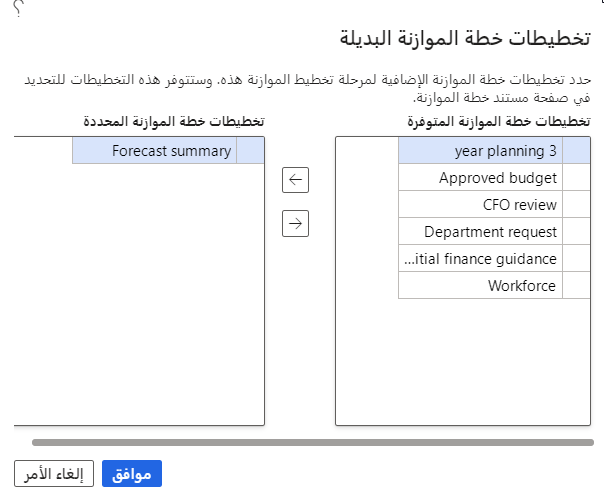 ؟
تخطيطات خطة الموازنة البديلة
حدد تخطيطات خطة الموازنة الإضافية لمرحلة تخطيط الموازنة هذه. وستتوفر هذه التخطيطات للتحديد
في صفحة مستند خطة الموازنة.
تخطيطات خطة الموازنة المتوفرة
year planning 3
Approved budget
CFO review
Department request
...itial finance guidance
Workforce
تخطيطات خطة الموازنة المحددة
Forecast summary
موافق
إلغاء الأمر